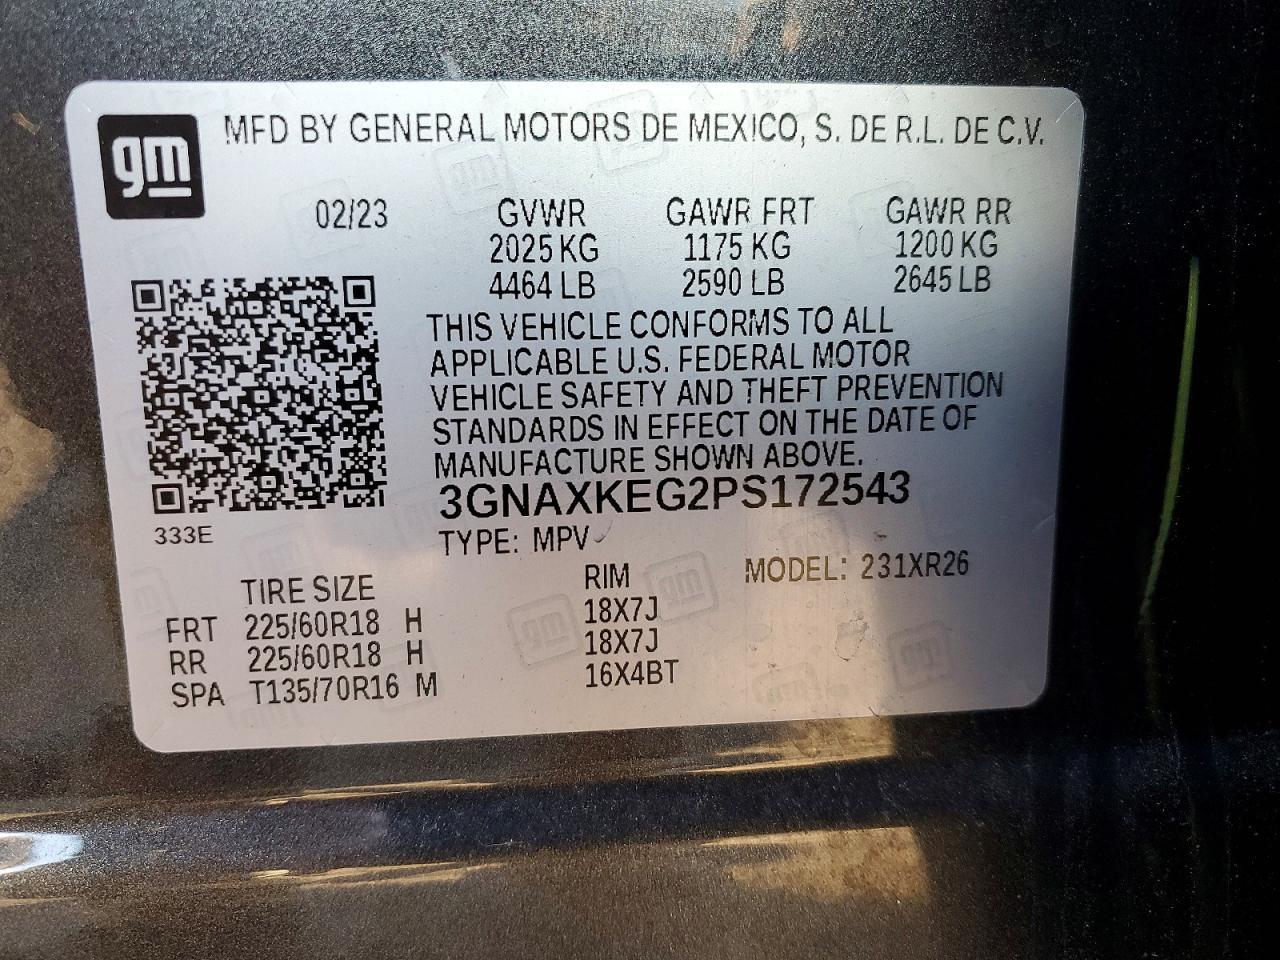 gm
MFD BY GENERAL MOTORS DE MEXICO, S. DE R.L. DE C.V.
02/23 GVWR GAWR FRT GAWR RR
2025 KG 1175 KG 1200 KG
4464 LB 2590 LB 2645 LB
THIS VEHICLE CONFORMS TO ALL
APPLICABLE U.S. FEDERAL MOTOR
VEHICLE SAFETY AND THEFT PREVENTION
STANDARDS IN EFFECT ON THE DATE OF
MANUFACTURE SHOWN ABOVE.
3GNAXKEG2PS172543
333E
TYPE: MPV
TIRE SIZE RIM MODEL: 231XR26
FRT 225/60R18 H 18X7J
RR 225/60R18 H 18X7J
SPA T135/70R16 M 16X4BT